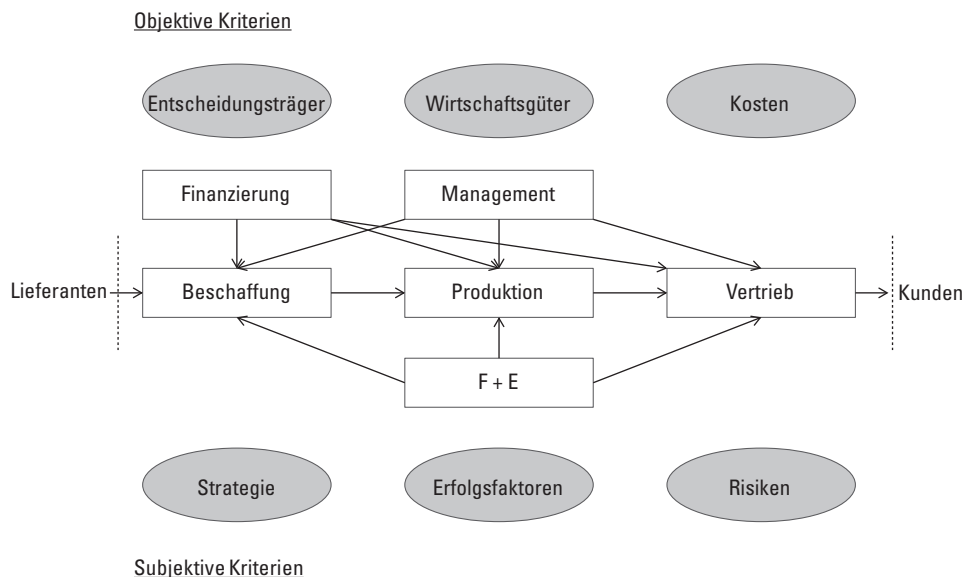 Objektive Kriterien
Entscheidungsträger
Wirtschaftsgüter
Kosten
Finanzierung
Management
Lieferanten
Beschaffung
Produktion
Vertrieb
Kunden
F + E
Strategie
Erfolgsfaktoren
Risiken
Subjektive Kriterien